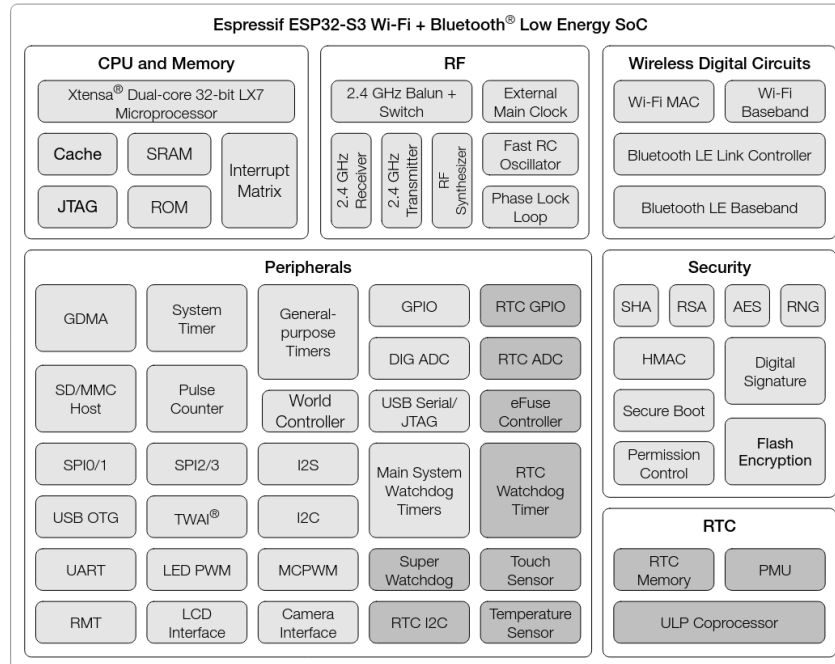 Espressif ESP32-S3 Wi-Fi + Bluetooth® Low Energy SoC
CPU and Memory
Xtensa® Dual-core 32-bit LX7
Microprocessor
Cache
SRAM
Interrupt
Matrix
JTAG
ROM
RF
2.4 GHz Balun +
Switch
External
Main Clock
2.4 GHz
Receiver
2.4 GHz
Transmitter
RF
Synthesizer
Fast RC
Oscillator
Phase Lock
Loop
Wireless Digital Circuits
Wi-Fi MAC
Wi-Fi
Baseband
Bluetooth LE Link Controller
Bluetooth LE Baseband
Peripherals
GDMA
System
Timer
General-
purpose
Timers
GPIO
RTC GPIO
DIG ADC
RTC ADC
SD/MMC
Host
Pulse
Counter
World
Controller
USB Serial/
JTAG
eFuse
Controller
SPI0/1
SPI2/3
I2S
Main System
Watchdog
Timers
RTC
Watchdog
Timer
USB OTG
TWAI®
I2C
UART
LED PWM
MCPWM
Super
Watchdog
Touch
Sensor
RMT
LCD
Interface
Camera
Interface
RTC I2C
Temperature
Sensor
Security
SHA
RSA
AES
RNG
HMAC
Digital
Signature
Secure Boot
Flash
Encryption
Permission
Control
RTC
RTC
Memory
PMU
ULP Coprocessor